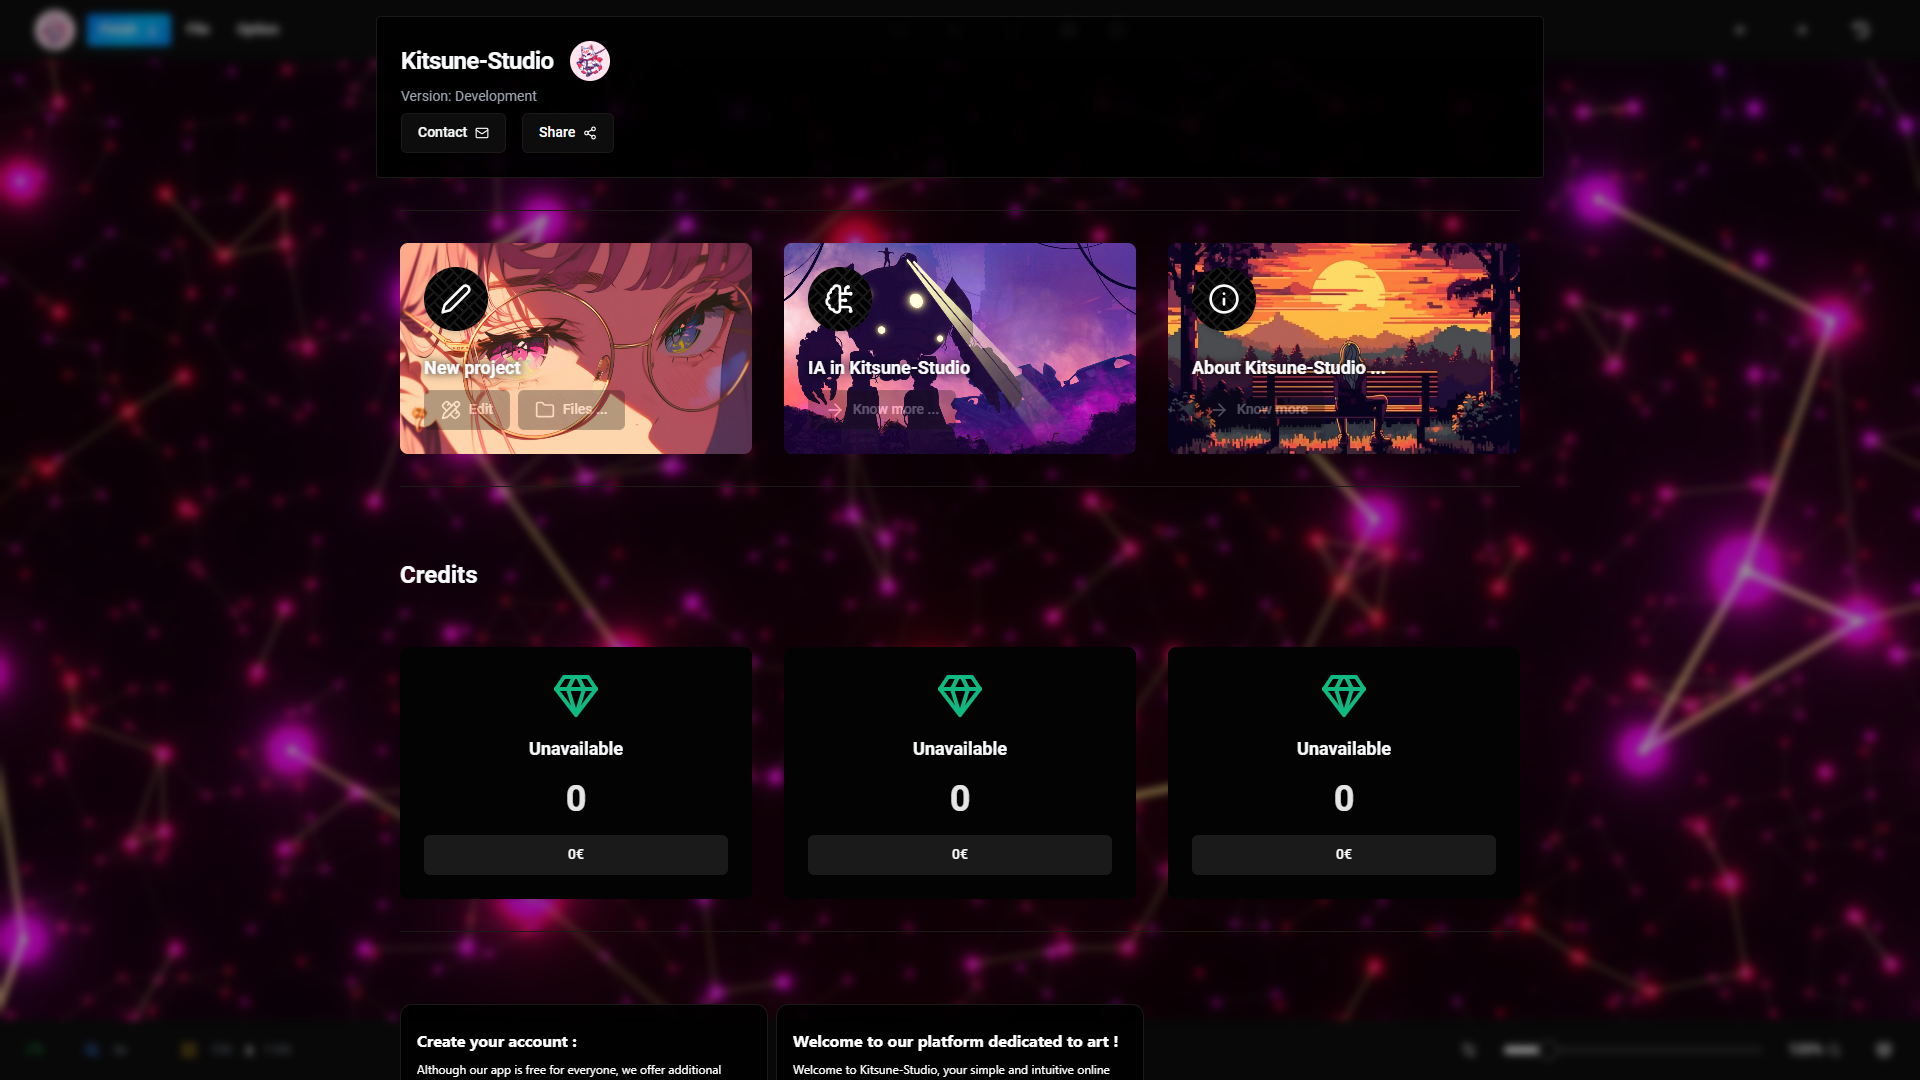 Kitsune-Studio
Version: Development
Contact
Share
New project
Edit
Files ...
IA in Kitsune-Studio
Know more ...
About Kitsune-Studio ...
Know more
Credits
Unavailable
0
0€
Unavailable
0
0€
Unavailable
0
0€
Create your account :
Although our app is free for everyone, we offer additional
Welcome to our platform dedicated to art !
Welcome to Kitsune-Studio, your simple and intuitive online